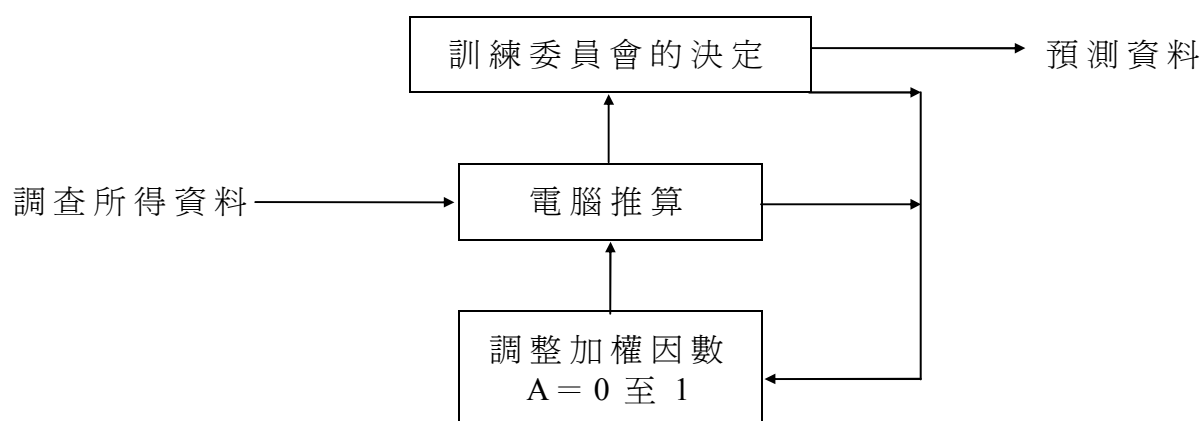 訓練委員會的決定
預測資料
調查所得資料
電腦推算
調整加權因數
A＝0 至 1